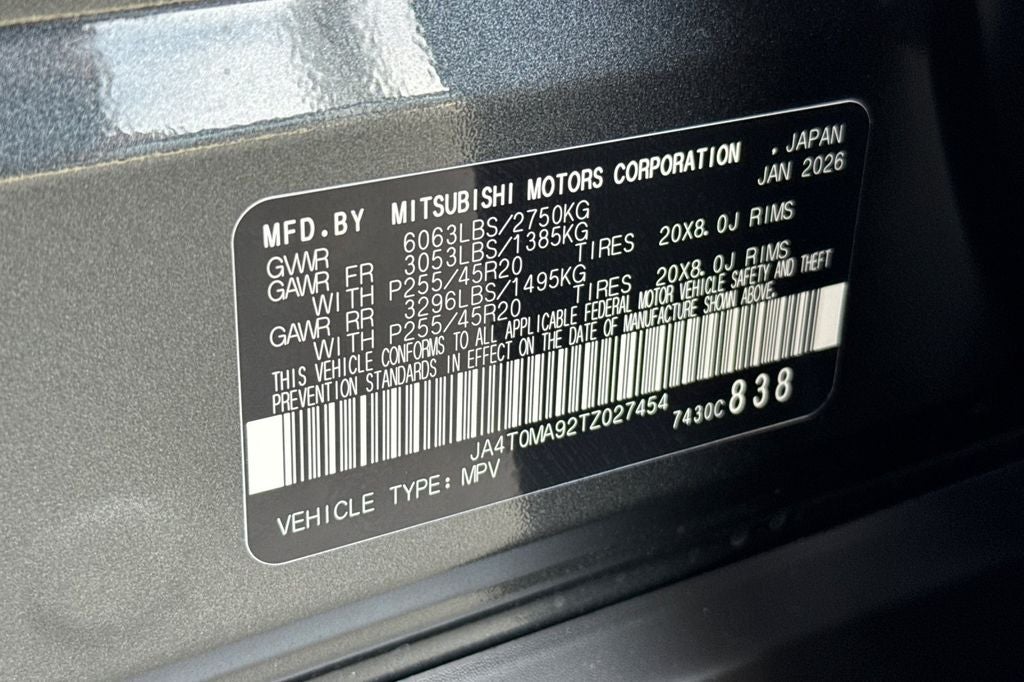 MFD.BY MITSUBISHI MOTORS CORPORATION . JAPAN
JAN 2026
GVWR 6063LBS/2750KG
GAWR FR 3053LBS/1385KG
WITH P255/45R20 TIRES 20X8.0J RIMS
GAWR RR 3296LBS/1495KG
WITH P255/45R20 TIRES 20X8.0J RIMS
THIS VEHICLE CONFORMS TO ALL APPLICABLE FEDERAL MOTOR VEHICLE SAFETY AND THEFT
PREVENTION STANDARDS IN EFFECT ON THE DATE OF MANUFACTURE SHOWN ABOVE.
JA4T0MA92TZ027454 7430C838
VEHICLE TYPE: MPV